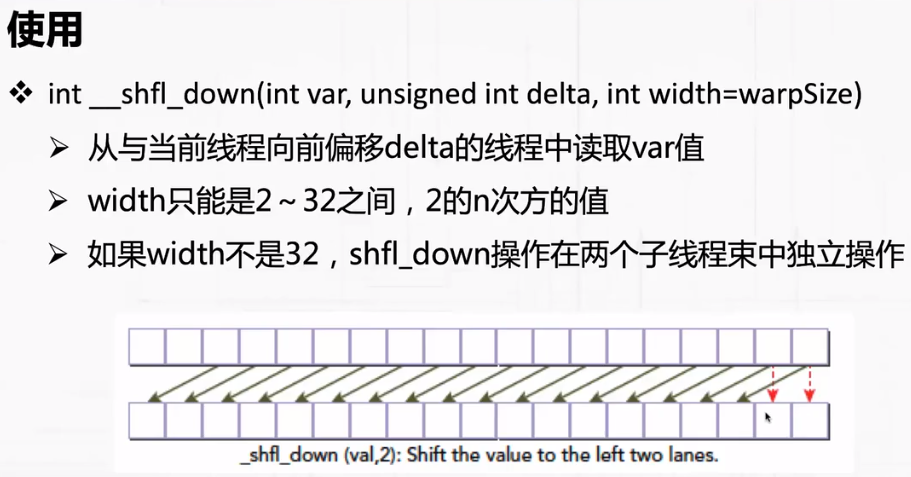 使用
❖ int __shfl_down(int var, unsigned int delta, int width=warpSize)
➢ 从与当前线程向前偏移delta的线程中读取var值
➢ width只能是2～32之间，2的n次方的值
➢ 如果width不是32，shfl_down操作在两个子线程束中独立操作
_shfl_down (val,2): Shift the value to the left two lanes.